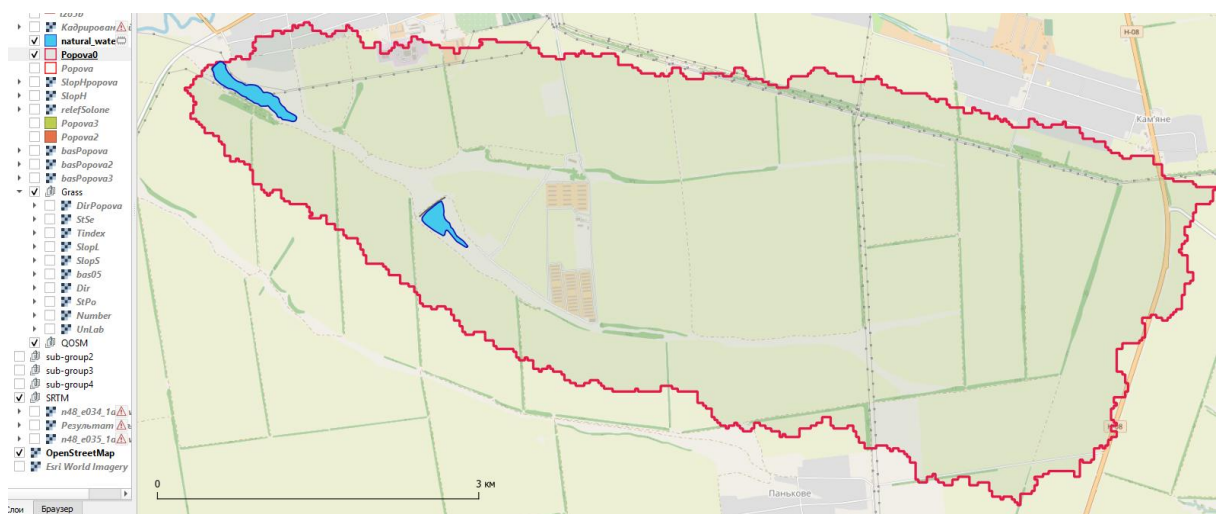 Кадрирован
natural_wate
Popova0
Popova
SlopHpopova
SlopH
relefSolone
Popova3
Popova2
basPopova
basPopova2
basPopova3
Grass
DirPopova
StSe
Tindex
SlopL
SlopS
bas05
Dir
StPo
Number
UnLab
QOSM
sub-group2
sub-group3
sub-group4
SRTM
n48_e034_1a
Результат
n48_e035_1a
OpenStreetMap
Esri World Imagery
Слои Браузер
Н-08
Кам'яне
Панькове
0 3 км